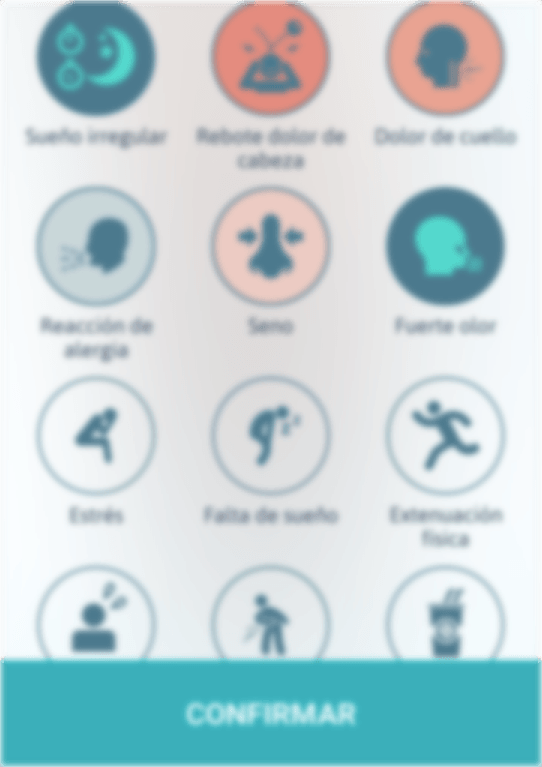 Sueño irregular
Rebote dolor de
cabeza
Dolor de cuello
Reacción de
alergia
Seno
Fuerte olor
Estrés
Falta de sueño
Extenuación
física
CONFIRMAR